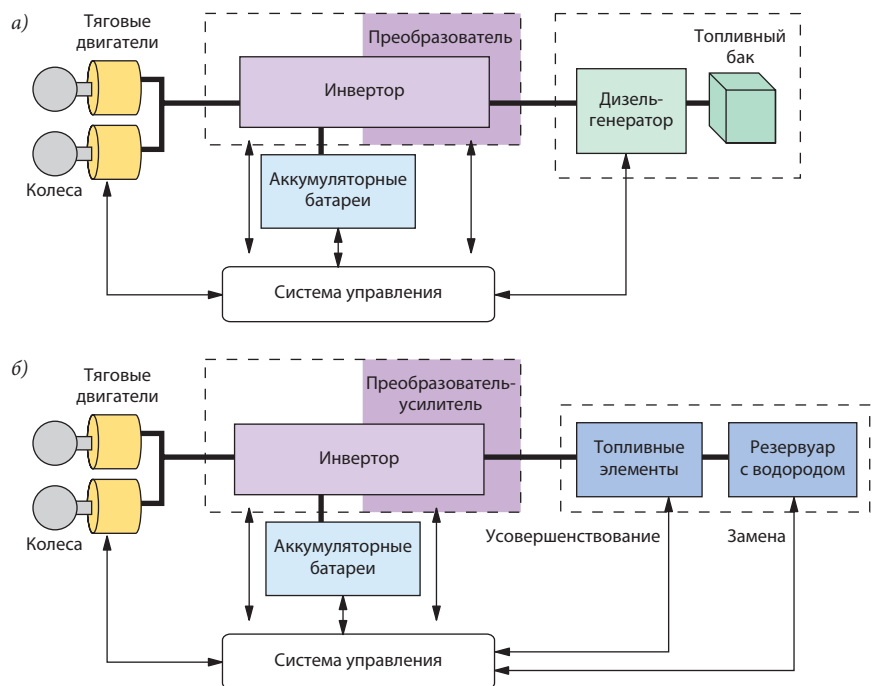 а)
Тяговые
двигатели
Колеса
Преобразователь
Инвертор
Аккумуляторные
батареи
Система управления
Дизель-
генератор
Топливный
бак
б)
Тяговые
двигатели
Колеса
Преобразователь-
усилитель
Инвертор
Аккумуляторные
батареи
Система управления
Топливные
элементы
Резервуар
с водородом
Усовершенствование
Замена